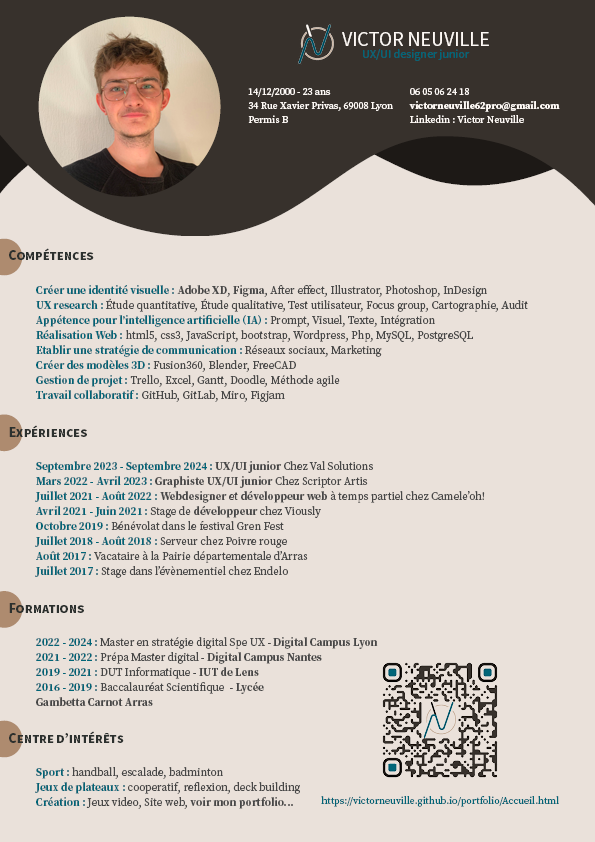 VICTOR NEUVILLE
UX/UI designer junior
14/12/2000 - 23 ans
34 Rue Xavier Privas, 69008 Lyon
Permis B
06 05 06 24 18
victorneuville62pro@gmail.com
Linkedin : Victor Neuville
COMPÉTENCES
Créer une identité visuelle : Adobe XD, Figma, After effect, Illustrator, Photoshop, InDesign
UX research : Étude quantitative, Étude qualitative, Test utilisateur, Focus group, Cartographie, Audit
Appétence pour l'intelligence artificielle (IA) : Prompt, Visuel, Texte, Intégration
Réalisation Web : html5, css3, JavaScript, bootstrap, Wordpress, Php, MySQL, PostgreSQL
Etablir une stratégie de communication : Réseaux sociaux, Marketing
Créer des modèles 3D : Fusion360, Blender, FreeCAD
Gestion de projet : Trello, Excel, Gantt, Doodle, Méthode agile
Travail collaboratif : GitHub, GitLab, Miro, Figjam
EXPÉRIENCES
Septembre 2023 - Septembre 2024 : UX/UI junior Chez Val Solutions
Mars 2022 - Avril 2023 : Graphiste UX/UI junior Chez Scriptor Artis
Juillet 2021 - Août 2022 : Webdesigner et développeur web à temps partiel chez Camele'oh!
Avril 2021 - Juin 2021 : Stage de développeur chez Viously
Octobre 2019 : Bénévolat dans le festival Gren Fest
Juillet 2018 - Août 2018 : Serveur chez Poivre rouge
Août 2017 : Vacataire à la Pairie départementale d'Arras
Juillet 2017 : Stage dans l'évènementiel chez Endelo
FORMATIONS
2022 - 2024 : Master en stratégie digital Spe UX - Digital Campus Lyon
2021 - 2022 : Prépa Master digital - Digital Campus Nantes
2019 - 2021 : DUT Informatique - IUT de Lens
2016 - 2019 : Baccalauréat Scientifique - Lycée
Gambetta Carnot Arras
CENTRE D'INTÉRÊTS
Sport : handball, escalade, badminton
Jeux de plateaux : cooperatif, reflexion, deck building
Création : Jeux video, Site web, voir mon portfolio...
https://victorneuville.github.io/portfolio/Accueil.html